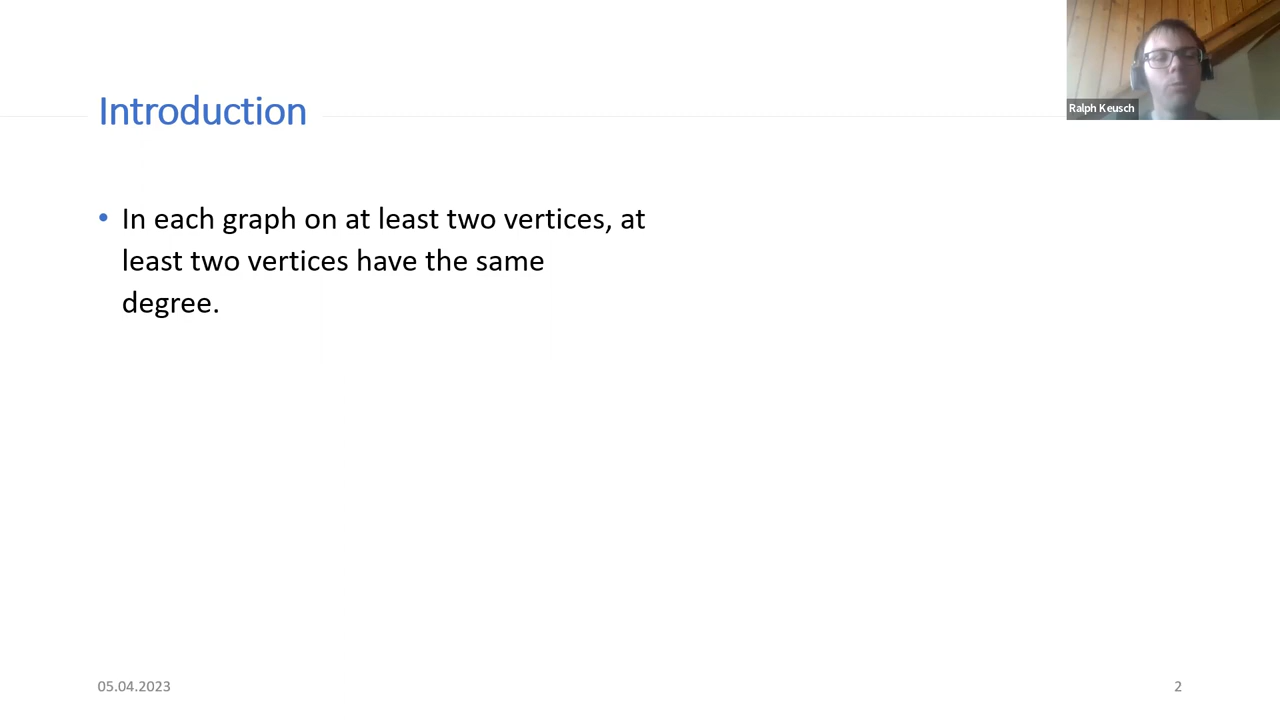 Ralph Keusch
Introduction
• In each graph on at least two vertices, at
least two vertices have the same
degree.
05.04.2023
2